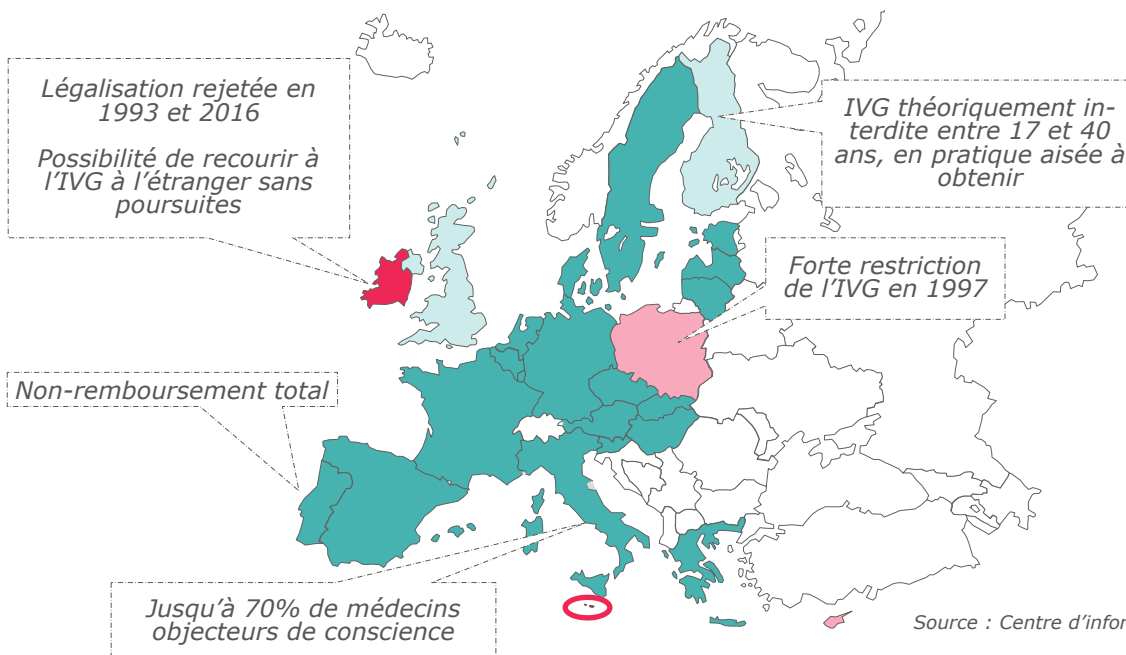 Légalisation rejetée en
1993 et 2016
Possibilité de recourir à
l'IVG à l'étranger sans
poursuites
IVG théoriquement in-
terdite entre 17 et 40
ans, en pratique aisée à
obtenir
Forte restriction
de l'IVG en 1997
Non-remboursement total
Jusqu'à 70% de médecins
objecteurs de conscience
Source : Centre d'infor